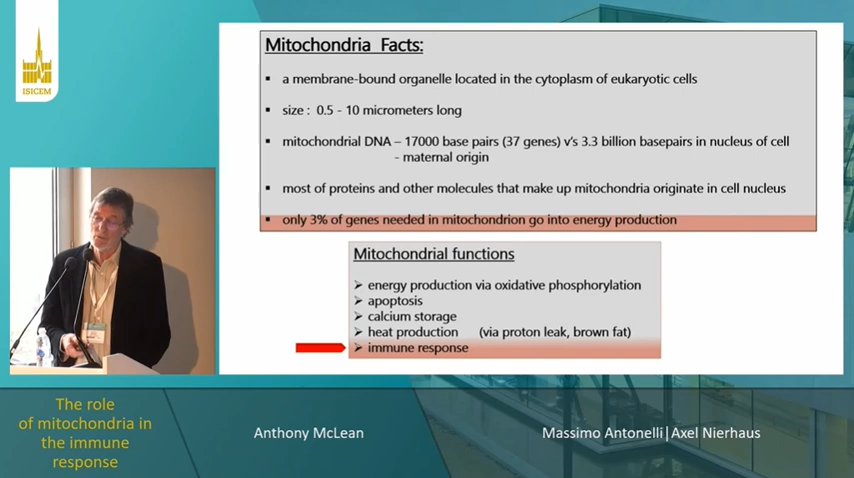 ISICEM
Mitochondria Facts:
▪ a membrane-bound organelle located in the cytoplasm of eukaryotic cells
▪ size : 0.5 - 10 micrometers long
▪ mitochondrial DNA – 17000 base pairs (37 genes) v's 3.3 billion basepairs in nucleus of cell
- maternal origin
▪ most of proteins and other molecules that make up mitochondria originate in cell nucleus
▪ only 3% of genes needed in mitochondrion go into energy production
Mitochondrial functions
➢ energy production via oxidative phosphorylation
➢ apoptosis
➢ calcium storage
➢ heat production (via proton leak, brown fat)
➢ immune response
The role
of mitochondria in
the immune
response
Anthony McLean
Massimo Antonelli|Axel Nierhaus